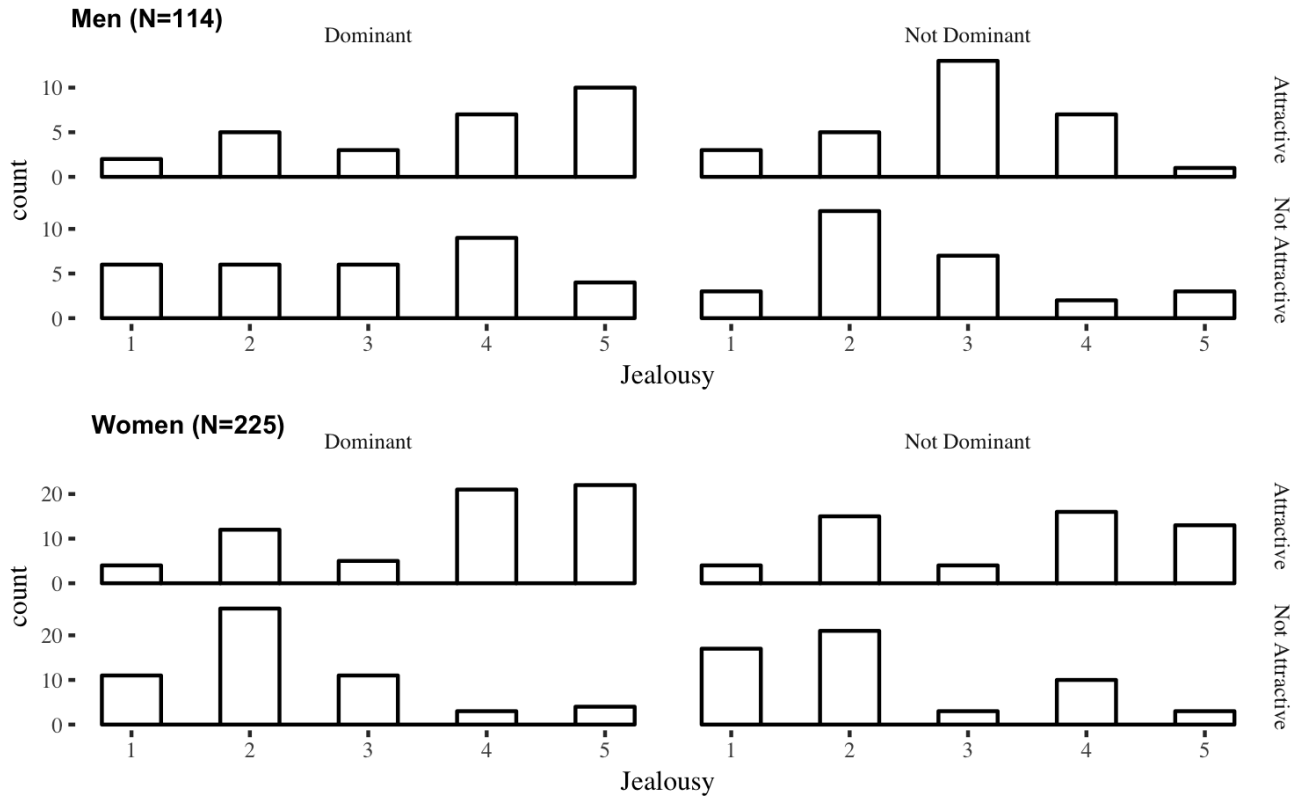 Men (N=114)
Dominant
Not Dominant
10
5
0
Attractive
count
10
5
0
Not Attractive
1 2 3 4 5
1 2 3 4 5
Jealousy
Women (N=225)
Dominant
Not Dominant
20
10
0
Attractive
count
20
10
0
Not Attractive
1 2 3 4 5
1 2 3 4 5
Jealousy